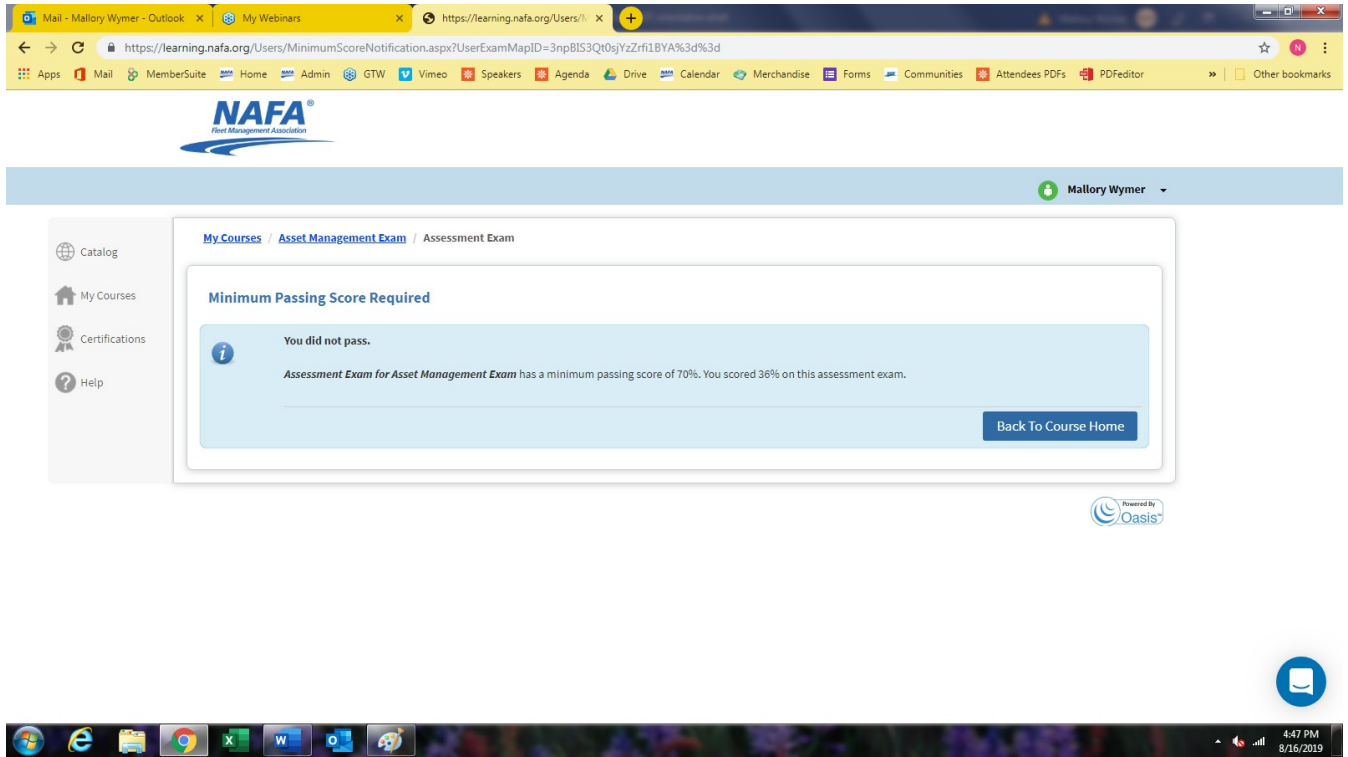 Mail - Mallory Wymer - Outlook
My Webinars
https://learning.nafa.org/Users/
https://learning.nafa.org/Users/MinimumScoreNotification.aspx?UserExamMapID=3npBIS3Qt0sjYzZrfi1BYA%3d%3d
N
Apps Mail MemberSuite Home Admin GTW Vimeo Speakers Agenda Drive Calendar Merchandise Forms Communities Attendees PDFs PDFeditor » Other bookmarks
NAFA®
Fleet Management Association
Mallory Wymer
Catalog
My Courses
Certifications
Help
My Courses / Asset Management Exam / Assessment Exam
Minimum Passing Score Required
You did not pass.
Assessment Exam for Asset Management Exam has a minimum passing score of 70%. You scored 36% on this assessment exam.
Back To Course Home
Powered By
Oasis
4:47 PM
8/16/2019